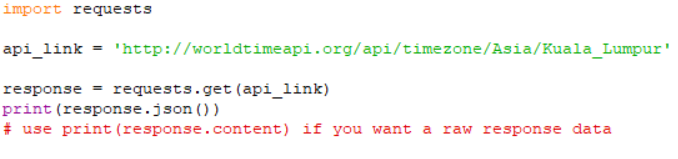 import requests
api_link = 'http://worldtimeapi.org/api/timezone/Asia/Kuala_Lumpur'
response = requests.get(api_link)
print(response.json())
# use print(response.content) if you want a raw response data